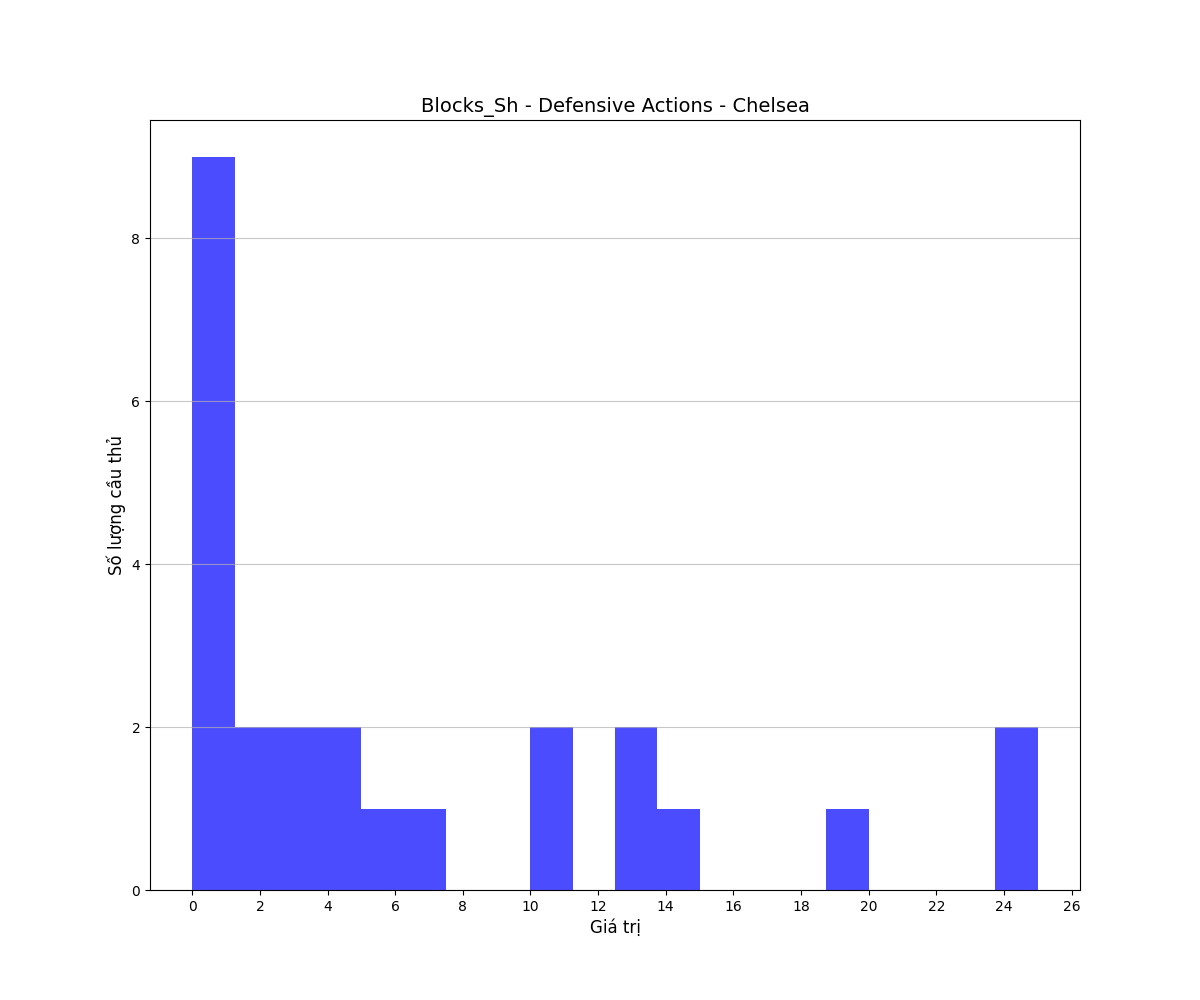 Blocks_Sh - Defensive Actions - Chelsea
8
6
4
2
0
Số lượng cầu thủ
0 2 4 6 8 10 12 14 16 18 20 22 24 26
Giá trị